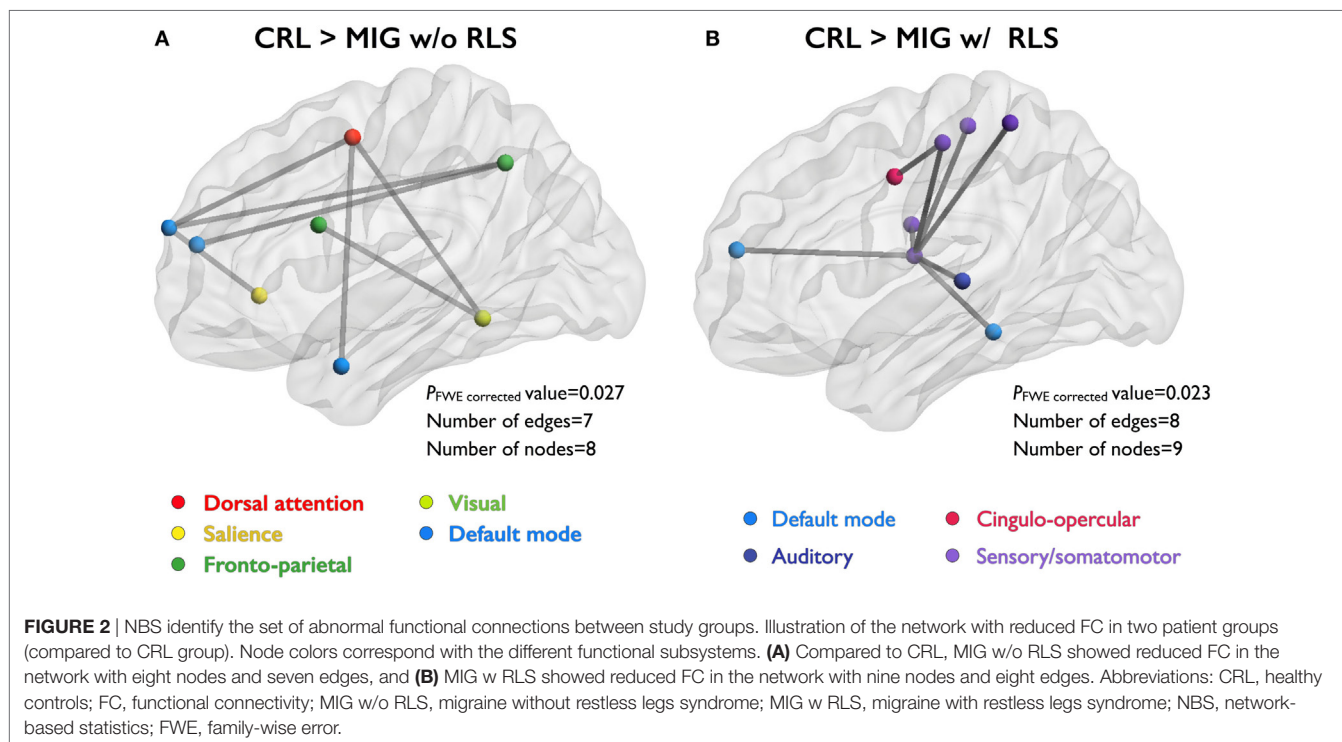 A CRL > MIG w/o RLS
B CRL > MIG w/ RLS
PFWE corrected value=0.027
Number of edges=7
Number of nodes=8
PFWE corrected value=0.023
Number of edges=8
Number of nodes=9
Dorsal attention
Salience
Fronto-parietal
Visual
Default mode
Default mode
Auditory
Cingulo-opercular
Sensory/somatomotor
FIGURE 2 | NBS identify the set of abnormal functional connections between study groups. Illustration of the network with reduced FC in two patient groups
(compared to CRL group). Node colors correspond with the different functional subsystems. (A) Compared to CRL, MIG w/o RLS showed reduced FC in the
network with eight nodes and seven edges, and (B) MIG w RLS showed reduced FC in the network with nine nodes and eight edges. Abbreviations: CRL, healthy
controls; FC, functional connectivity; MIG w/o RLS, migraine without restless legs syndrome; MIG w RLS, migraine with restless legs syndrome; NBS, network-
based statistics; FWE, family-wise error.